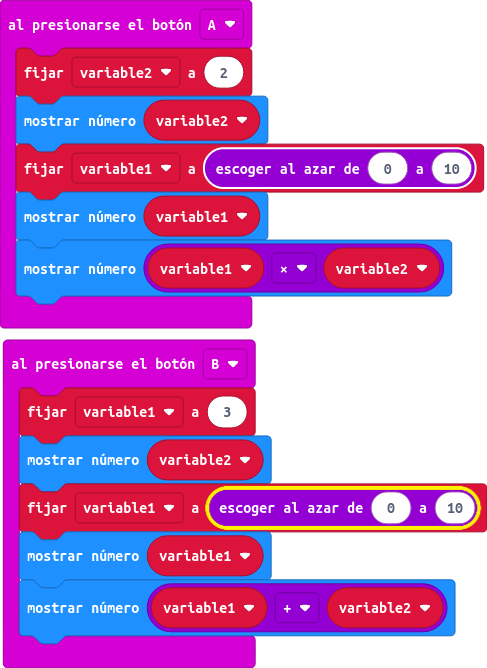 al presionarse el botón A
fijar variable2 a 2
mostrar número variable2
fijar variable1 a escoger al azar de 0 a 10
mostrar número variable1
mostrar número variable1 × variable2
al presionarse el botón B
fijar variable1 a 3
mostrar número variable2
fijar variable1 a escoger al azar de 0 a 10
mostrar número variable1
mostrar número variable1 + variable2